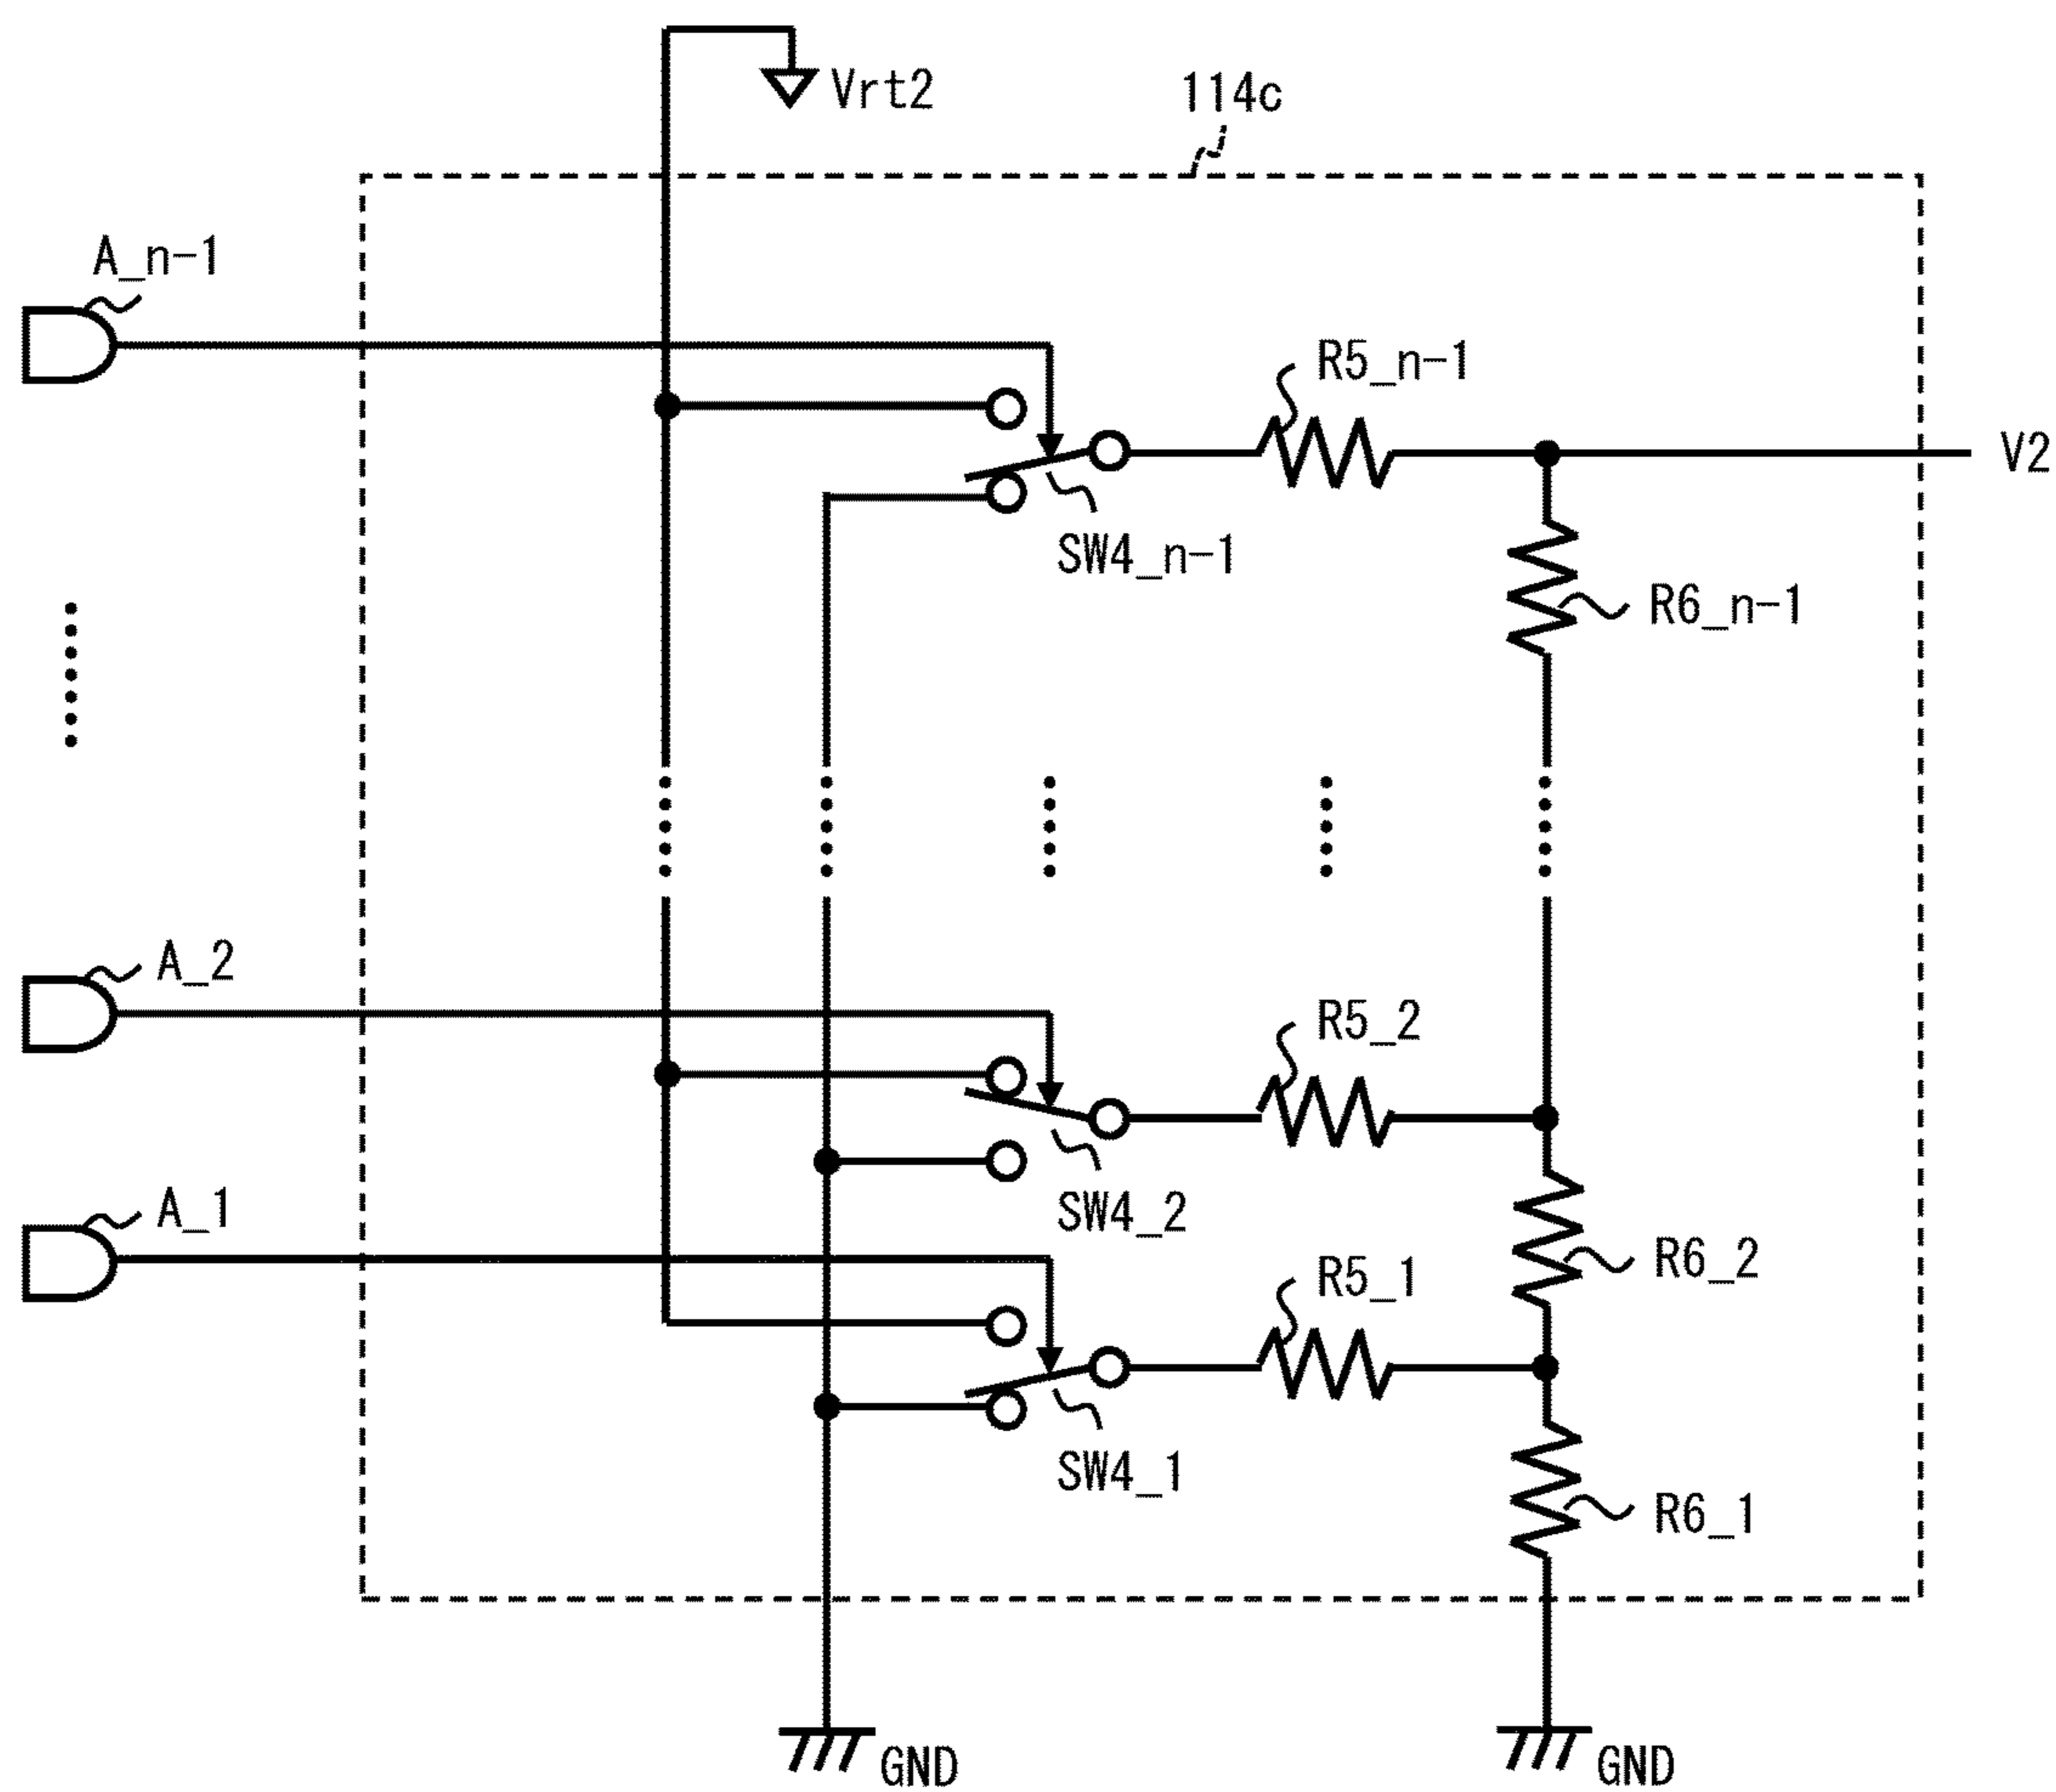 Vrt2
114c
A_n-1
R5_n-1
V2
SW4_n-1
R6_n-1
A_2
R5_2
A_1
SW4_2
R6_2
R5_1
SW4_1
R6_1
GND
GND